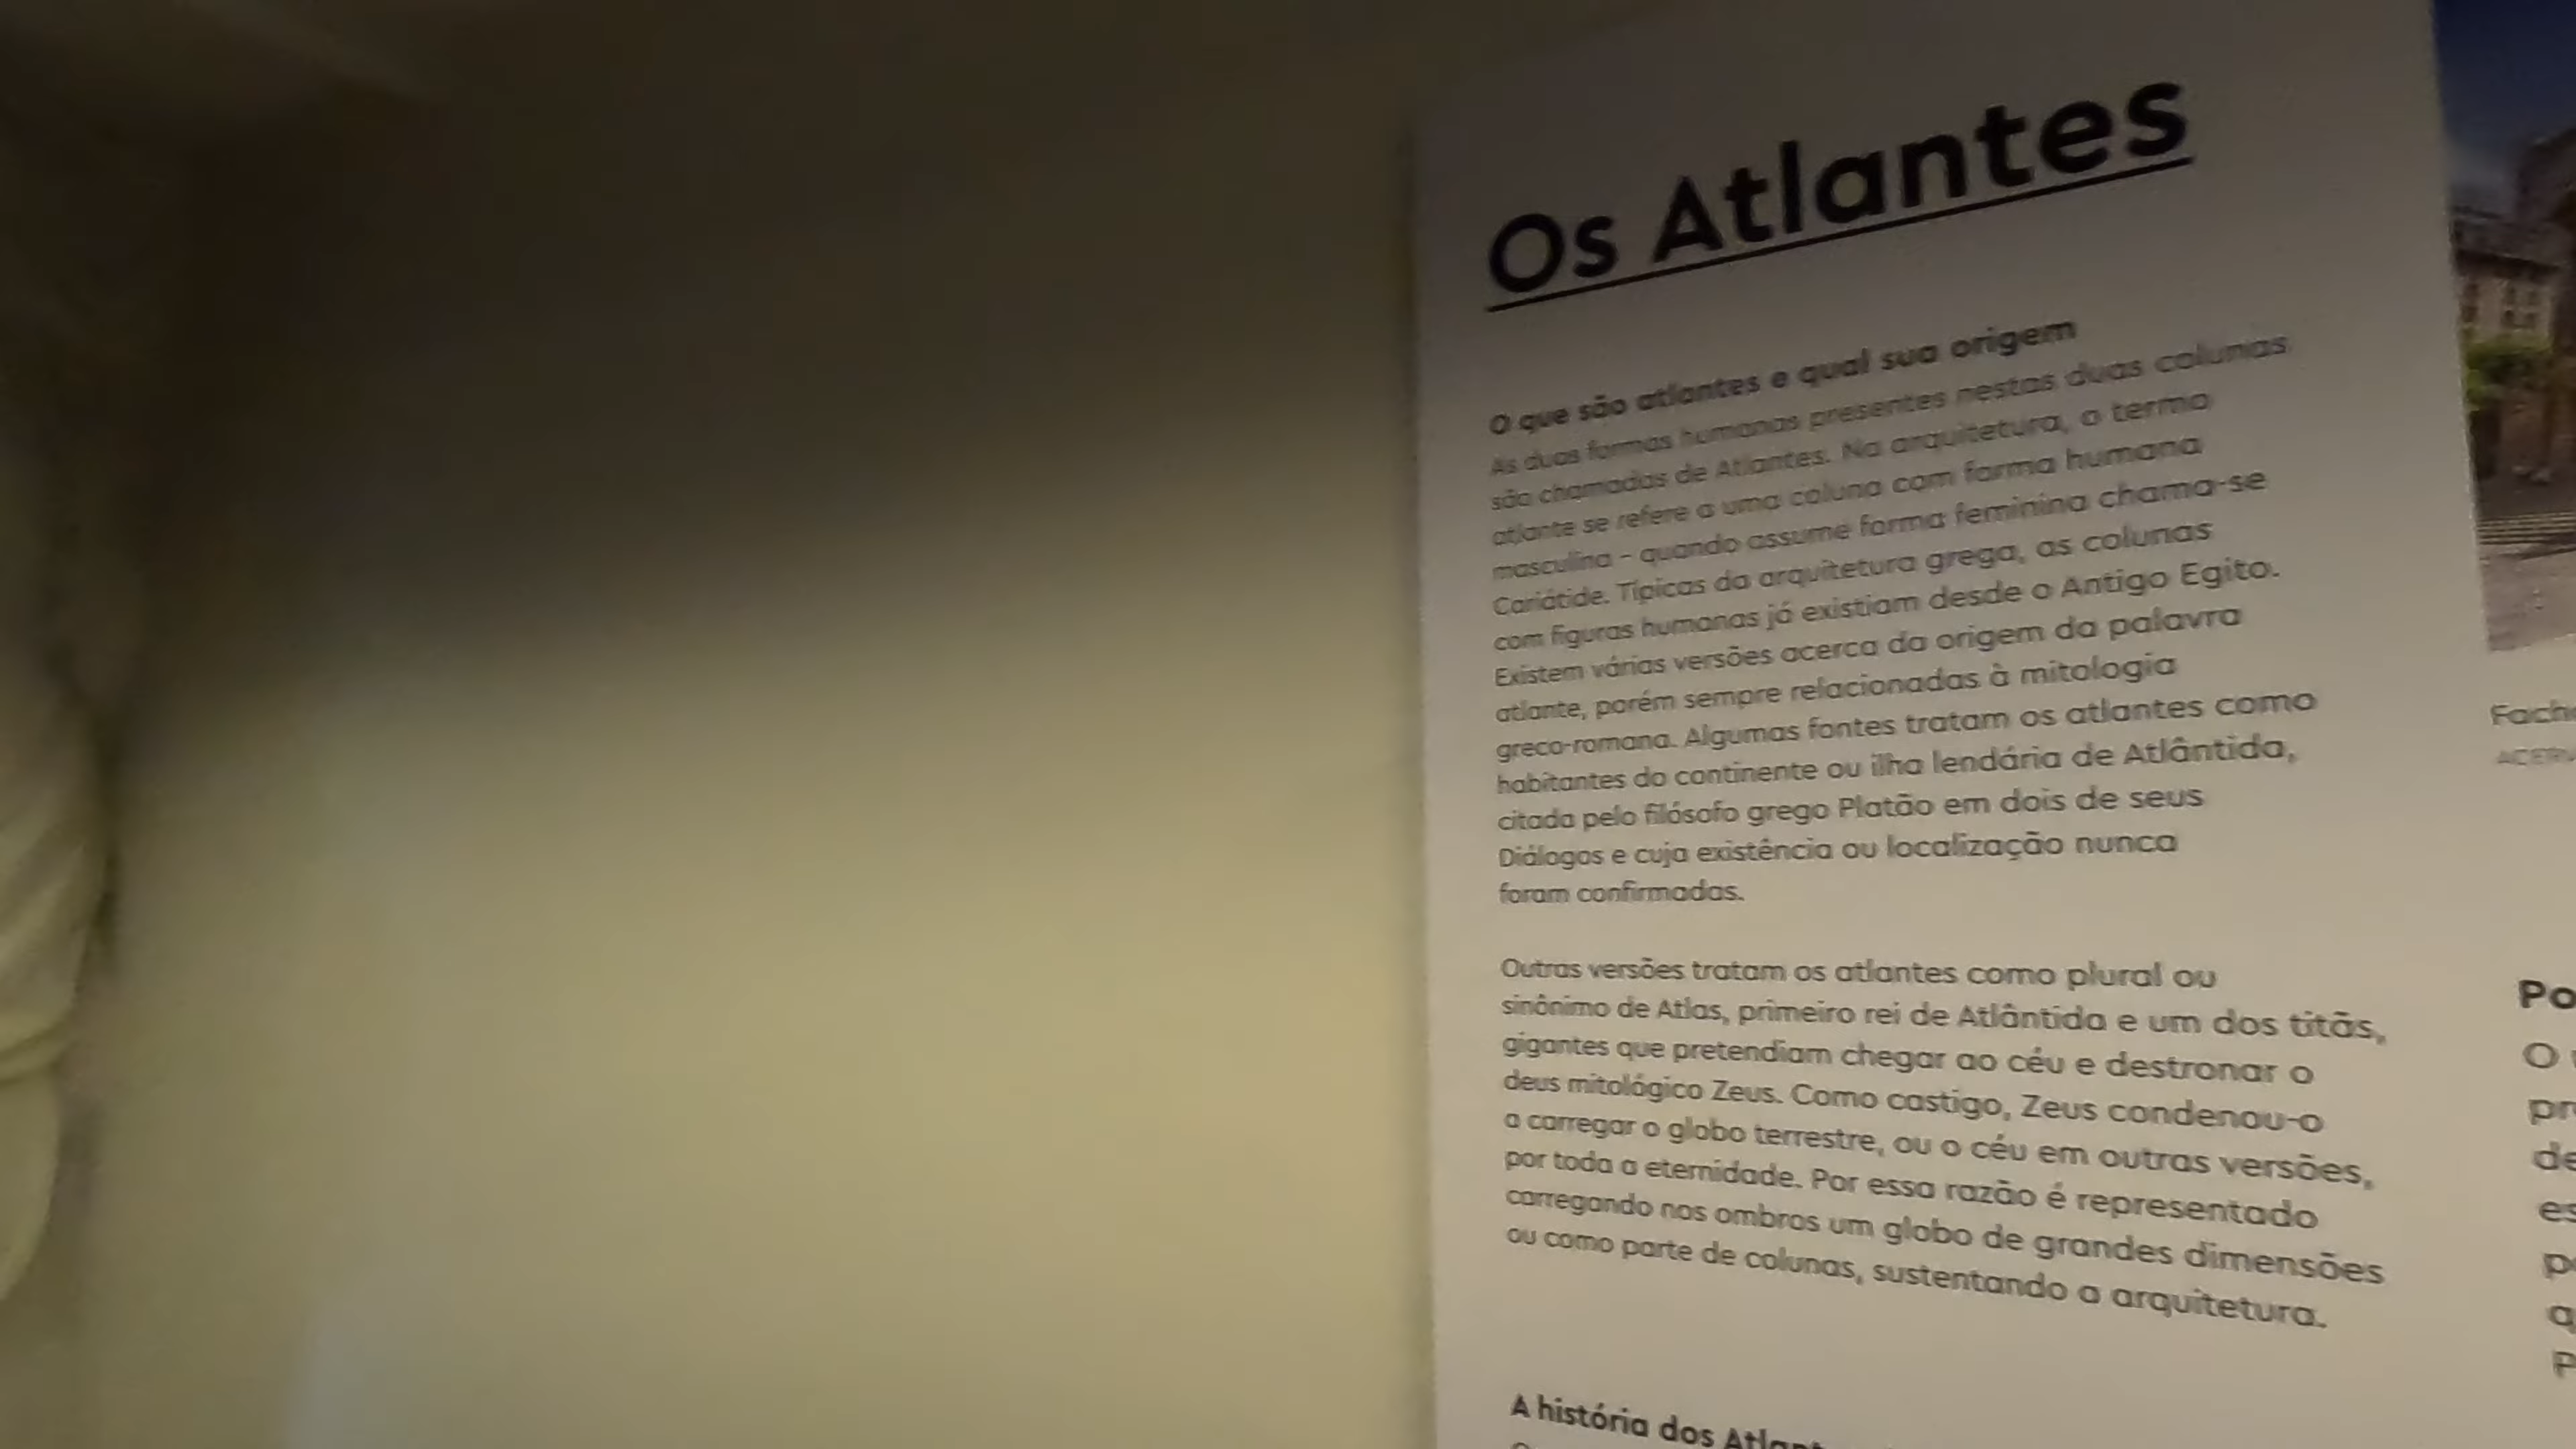 Os Atlantes
O que são atlantes e qual sua origem
As duas formas humanas presentes nestas duas colunas
são chamadas de Atlantes. Na arquitetura, o termo
atlante se refere a uma coluna com forma humana
masculina - quando assume forma feminina chama-se
Cariátide. Típicas da arquitetura grega, as colunas
com figuras humanas já existiam desde o Antigo Egito.
Existem várias versões acerca da origem da palavra
atlante, porém sempre relacionadas à mitologia
greco-romana. Algumas fontes tratam os atlantes como
habitantes do continente ou ilha lendária de Atlântida,
citada pelo filósofo grego Platão em dois de seus
Diálogos e cuja existência ou localização nunca
foram confirmadas.
Outras versões tratam os atlantes como plural ou
sinônimo de Atlas, primeiro rei de Atlântida e um dos titãs,
gigantes que pretendiam chegar ao céu e destronar o
deus mitológico Zeus. Como castigo, Zeus condenou-o
a carregar o globo terrestre, ou o céu em outras versões,
por toda a eternidade. Por essa razão é representado
carregando nos ombros um globo de grandes dimensões
ou como parte de colunas, sustentando a arquitetura.
A história dos
Po
O